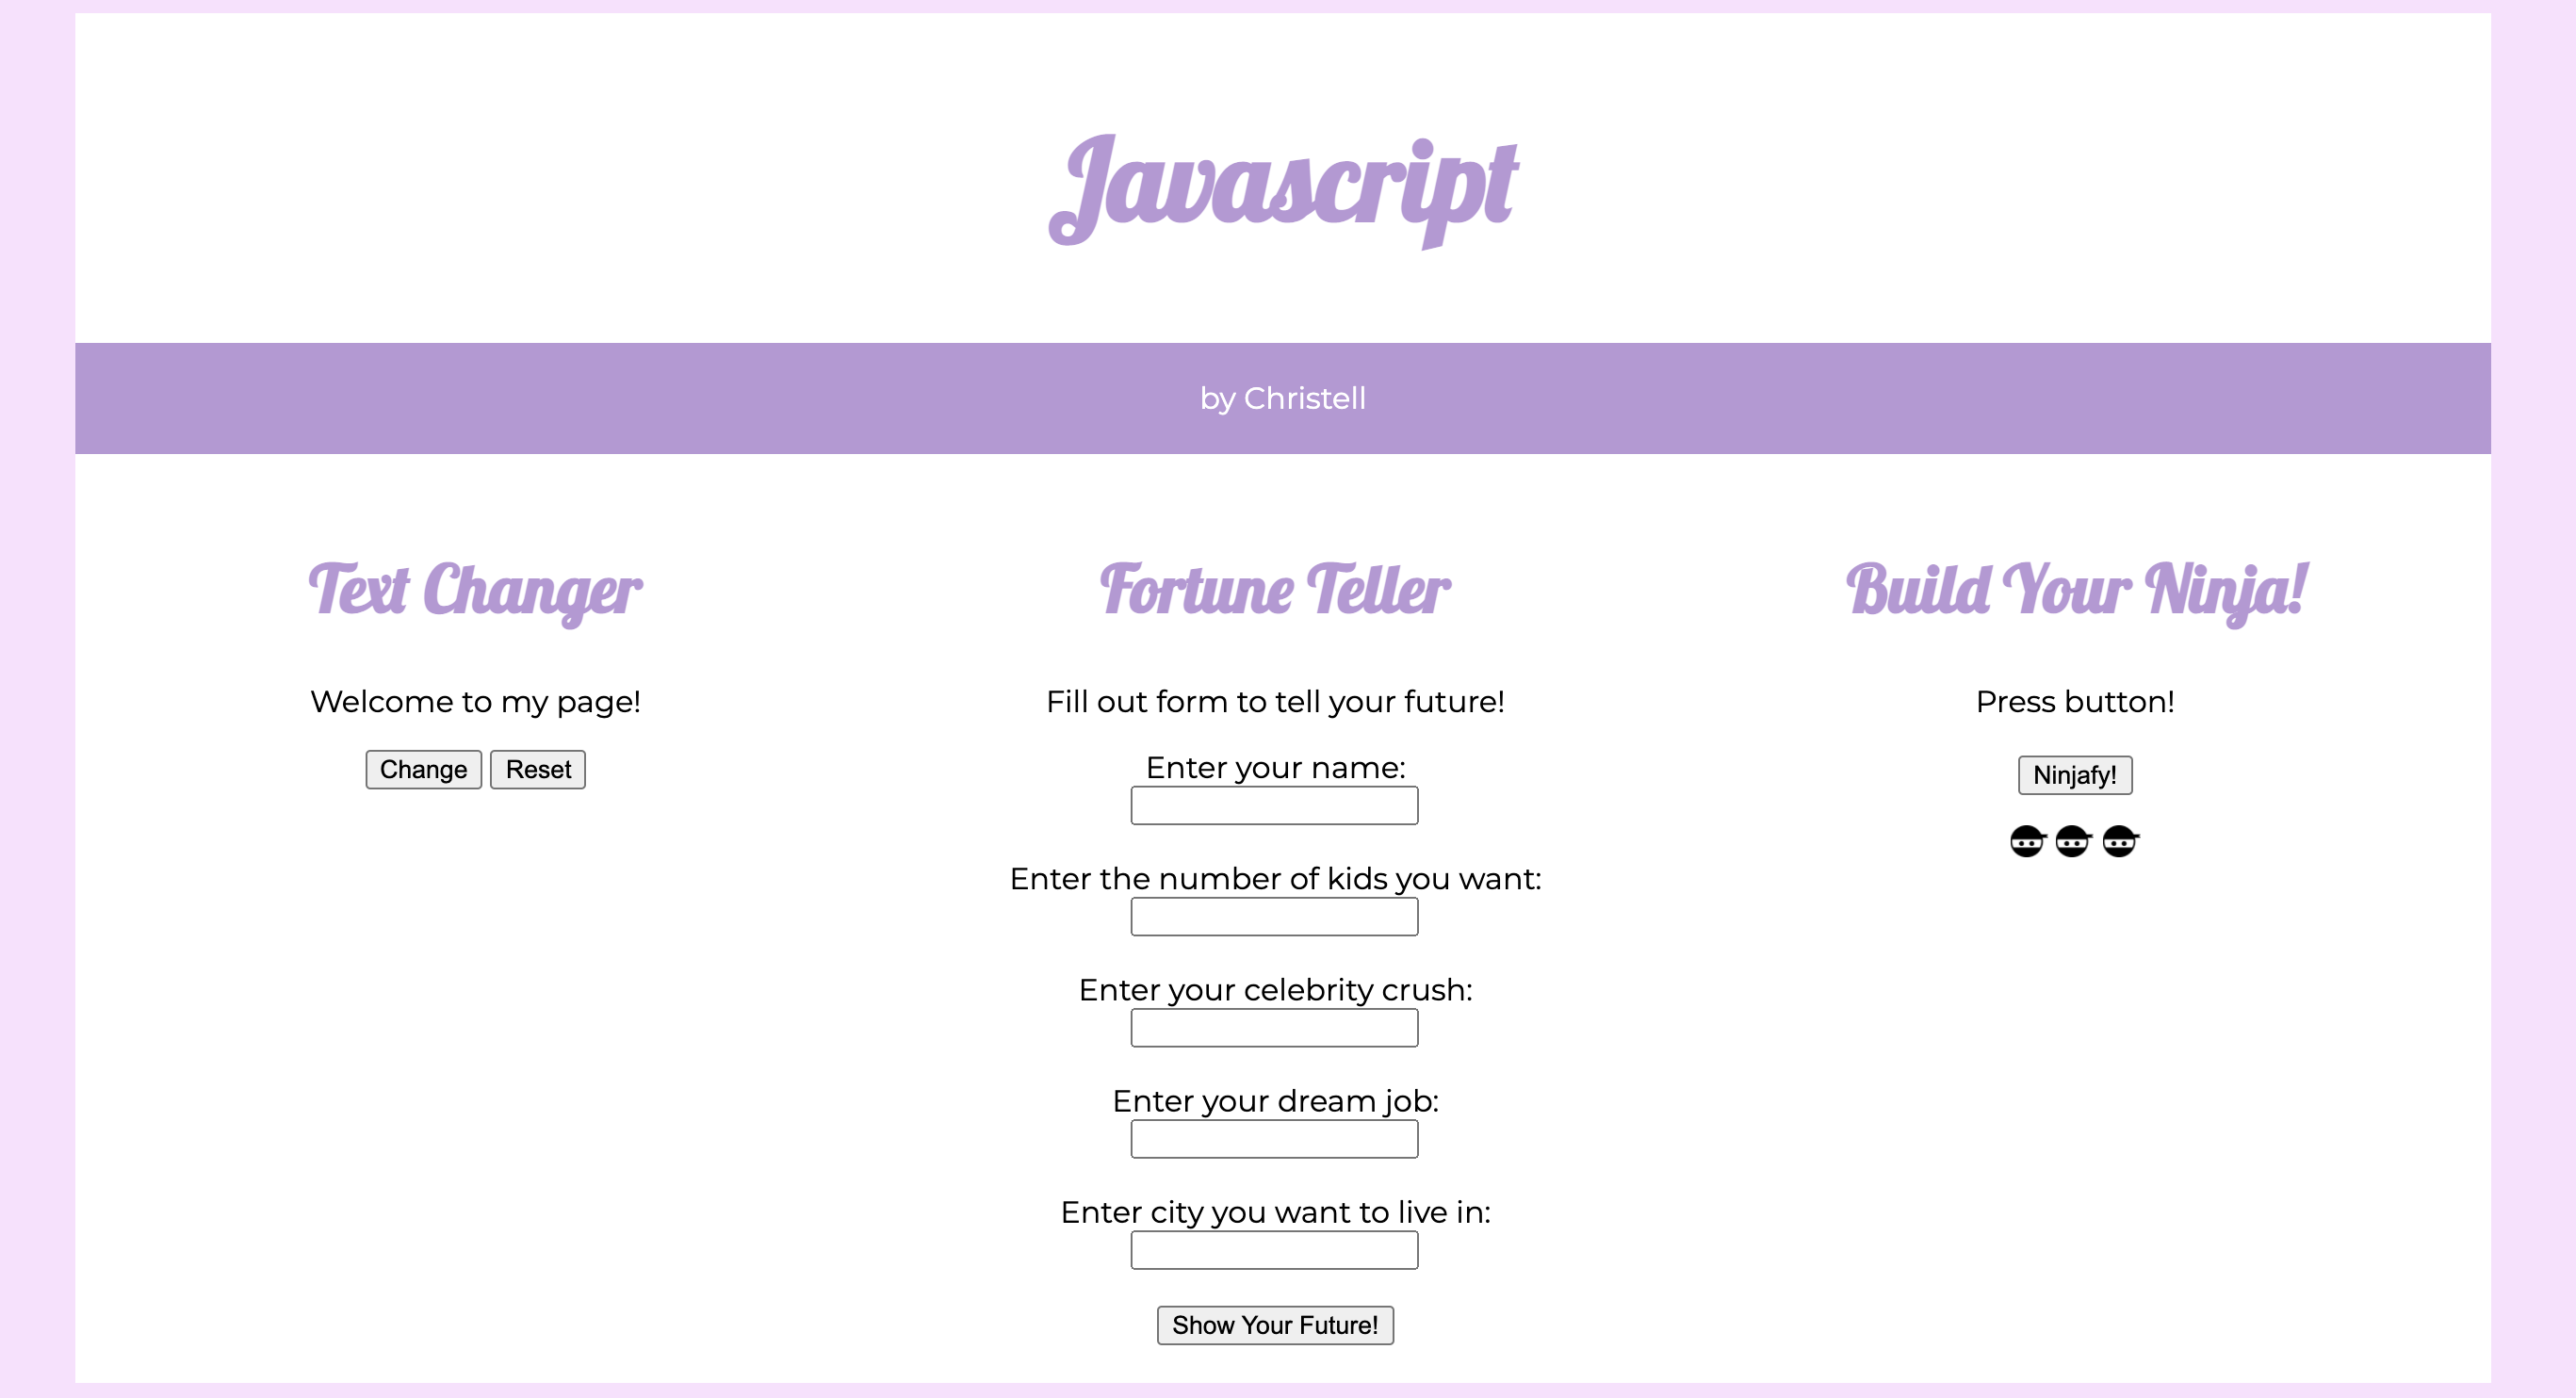 Javascript
by Christell
Text Changer
Welcome to my page!
Change Reset
Fortune Teller
Fill out form to tell your future!
Enter your name:
Enter the number of kids you want:
Enter your celebrity crush:
Enter your dream job:
Enter city you want to live in:
Show Your Future!
Build Your Ninja!
Press button!
Ninjafy!